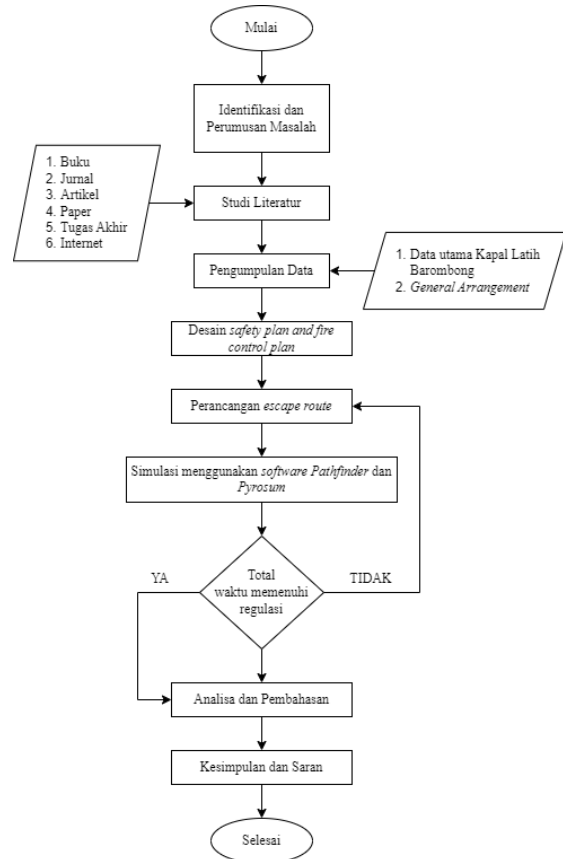 Mulai
Identifikasi dan
Perumusan Masalah
1. Buku
2. Jurnal
3. Artikel
4. Paper
5. Tugas Akhir
6. Internet
Studi Literatur
Pengumpulan Data
1. Data utama Kapal Latih
Barombong
2. General Arrangement
Desain safety plan and fire
control plan
Perancangan escape route
Simulasi menggunakan software Pathfinder dan
Pyrosum
YA
Total
waktu memenuhi
regulasi
TIDAK
Analisa dan Pembahasan
Kesimpulan dan Saran
Selesai